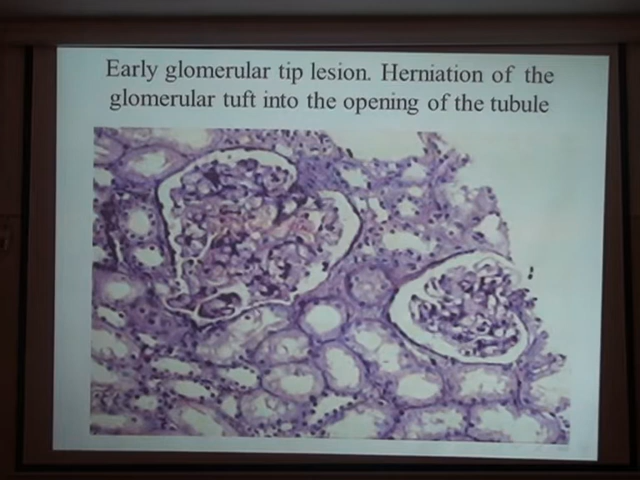 Early glomerular tip lesion. Herniation of the
glomerular tuft into the opening of the tubule